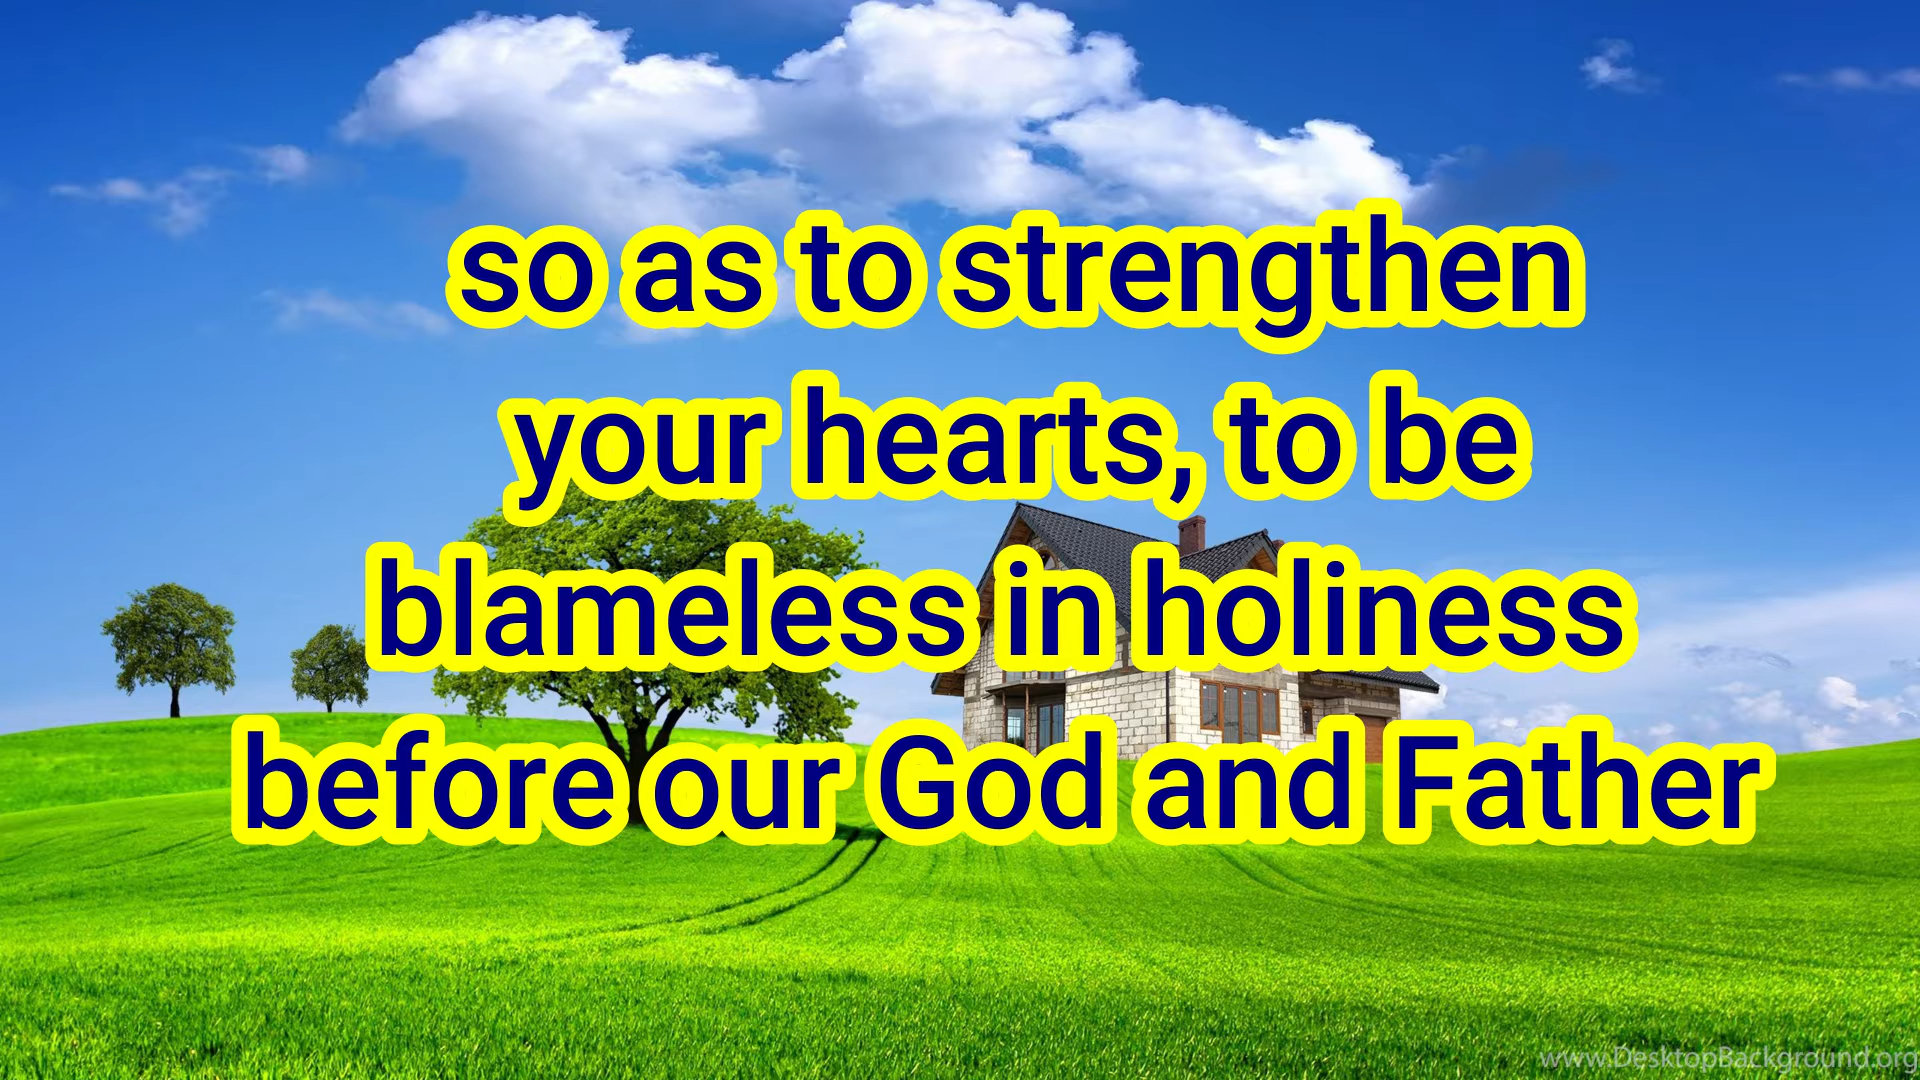 so as to strengthen
your hearts, to be
blameless in holiness
before our God and Father
www.DesktopBackground.org